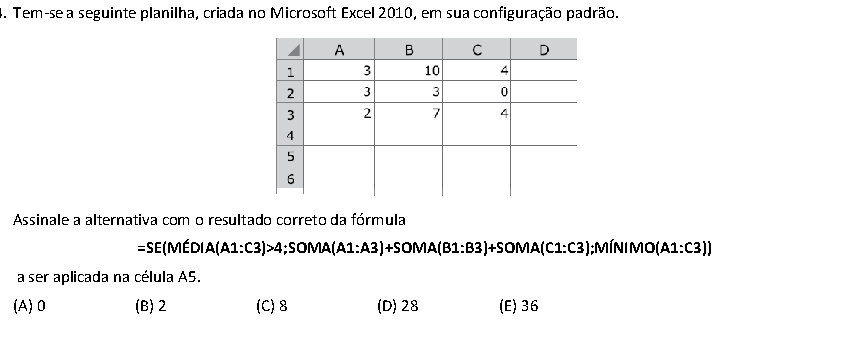 . Tem-se a seguinte planilha, criada no Microsoft Excel 2010, em sua configuração padrão.
A B C D
1 3 10 4
2 3 3 0
3 2 7 4
4
5
6
Assinale a alternativa com o resultado correto da fórmula
=SE(MÉDIA(A1:C3)>4;SOMA(A1:A3)+SOMA(B1:B3)+SOMA(C1:C3);MÍNIMO(A1:C3))
a ser aplicada na célula A5.
(A) 0 (B) 2 (C) 8 (D) 28 (E) 36